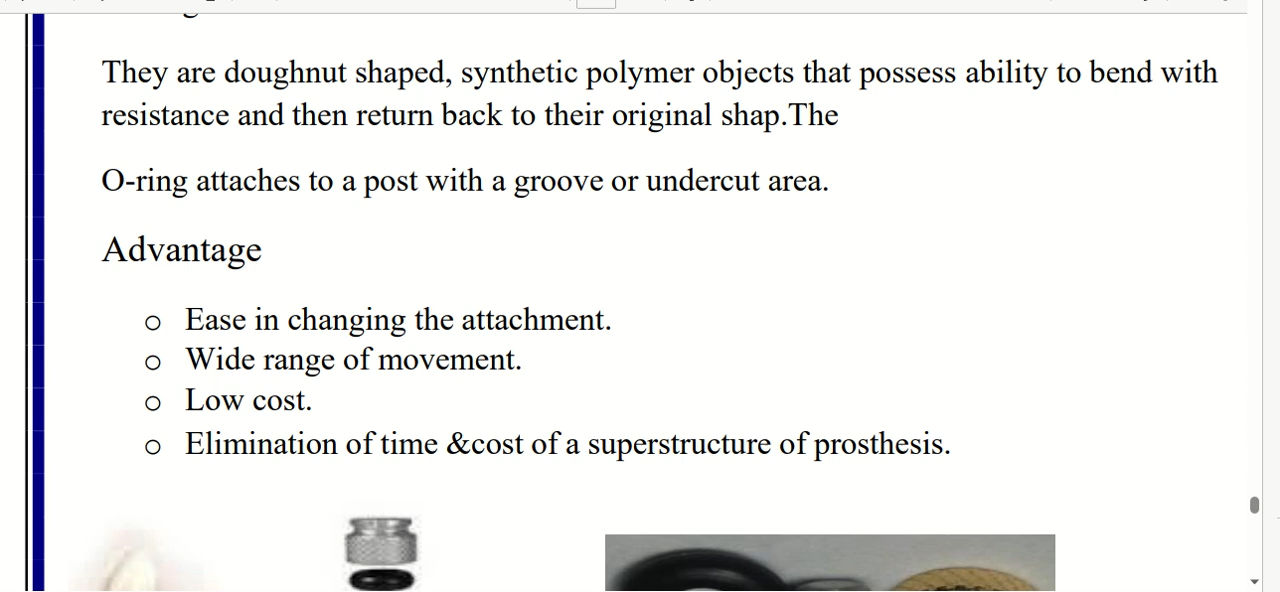 They are doughnut shaped, synthetic polymer objects that possess ability to bend with
resistance and then return back to their original shap.The
O-ring attaches to a post with a groove or undercut area.
Advantage
o Ease in changing the attachment.
o Wide range of movement.
o Low cost.
o Elimination of time &cost of a superstructure of prosthesis.